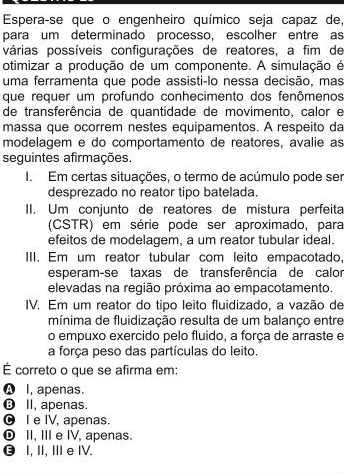 Espera-se que o engenheiro químico seja capaz de,
para um determinado processo, escolher entre as
várias possíveis configurações de reatores, a fim de
otimizar a produção de um componente. A simulação é
uma ferramenta que pode assisti-lo nessa decisão, mas
que requer um profundo conhecimento dos fenômenos
de transferência de quantidade de movimento, calor e
massa que ocorrem nestes equipamentos. A respeito da
modelagem e do comportamento de reatores, avalie as
seguintes afirmações.
I. Em certas situações, o termo de acúmulo pode ser
desprezado no reator tipo batelada.
II. Um conjunto de reatores de mistura perfeita
(CSTR) em série pode ser aproximado, para
efeitos de modelagem, a um reator tubular ideal.
III. Em um reator tubular com leito empacotado,
esperam-se taxas de transferência de calor
elevadas na região próxima ao empacotamento.
IV. Em um reator do tipo leito fluidizado, a vazão de
mínima de fluidização resulta de um balanço entre
o empuxo exercido pelo fluido, a força de arraste e
a força peso das partículas do leito.
É correto o que se afirma em:
A I, apenas.
B II, apenas.
C I e IV, apenas.
D II, III e IV, apenas.
E I, II, III e IV.